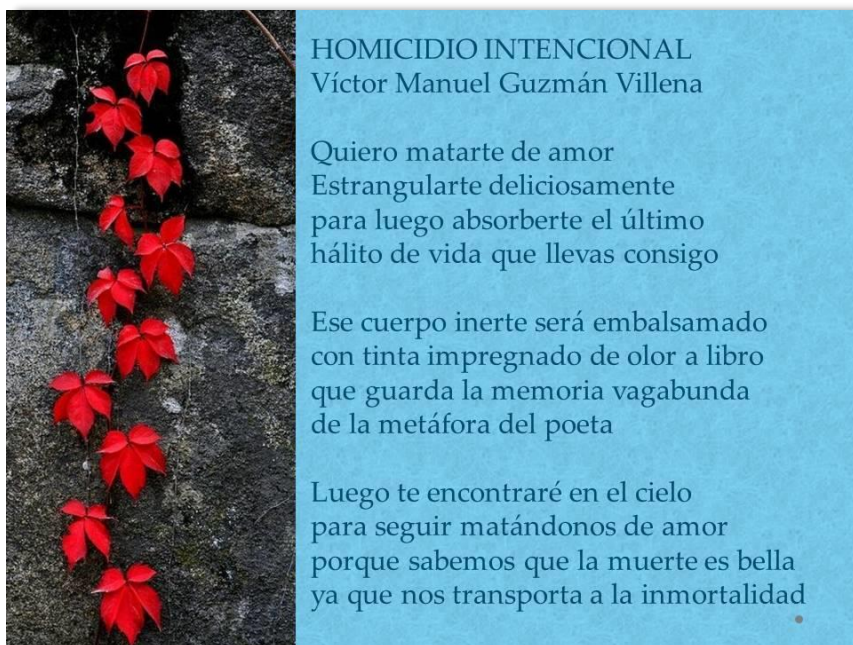 HOMICIDIO INTENCIONAL
Víctor Manuel Guzmán Villena
Quiero matarte de amor
Estrangularte deliciosamente
para luego absorberte el último
hálito de vida que llevas consigo
Ese cuerpo inerte será embalsamado
con tinta impregnado de olor a libro
que guarda la memoria vagabunda
de la metáfora del poeta
Luego te encontraré en el cielo
para seguir matándonos de amor
porque sabemos que la muerte es bella
ya que nos transporta a la inmortalidad